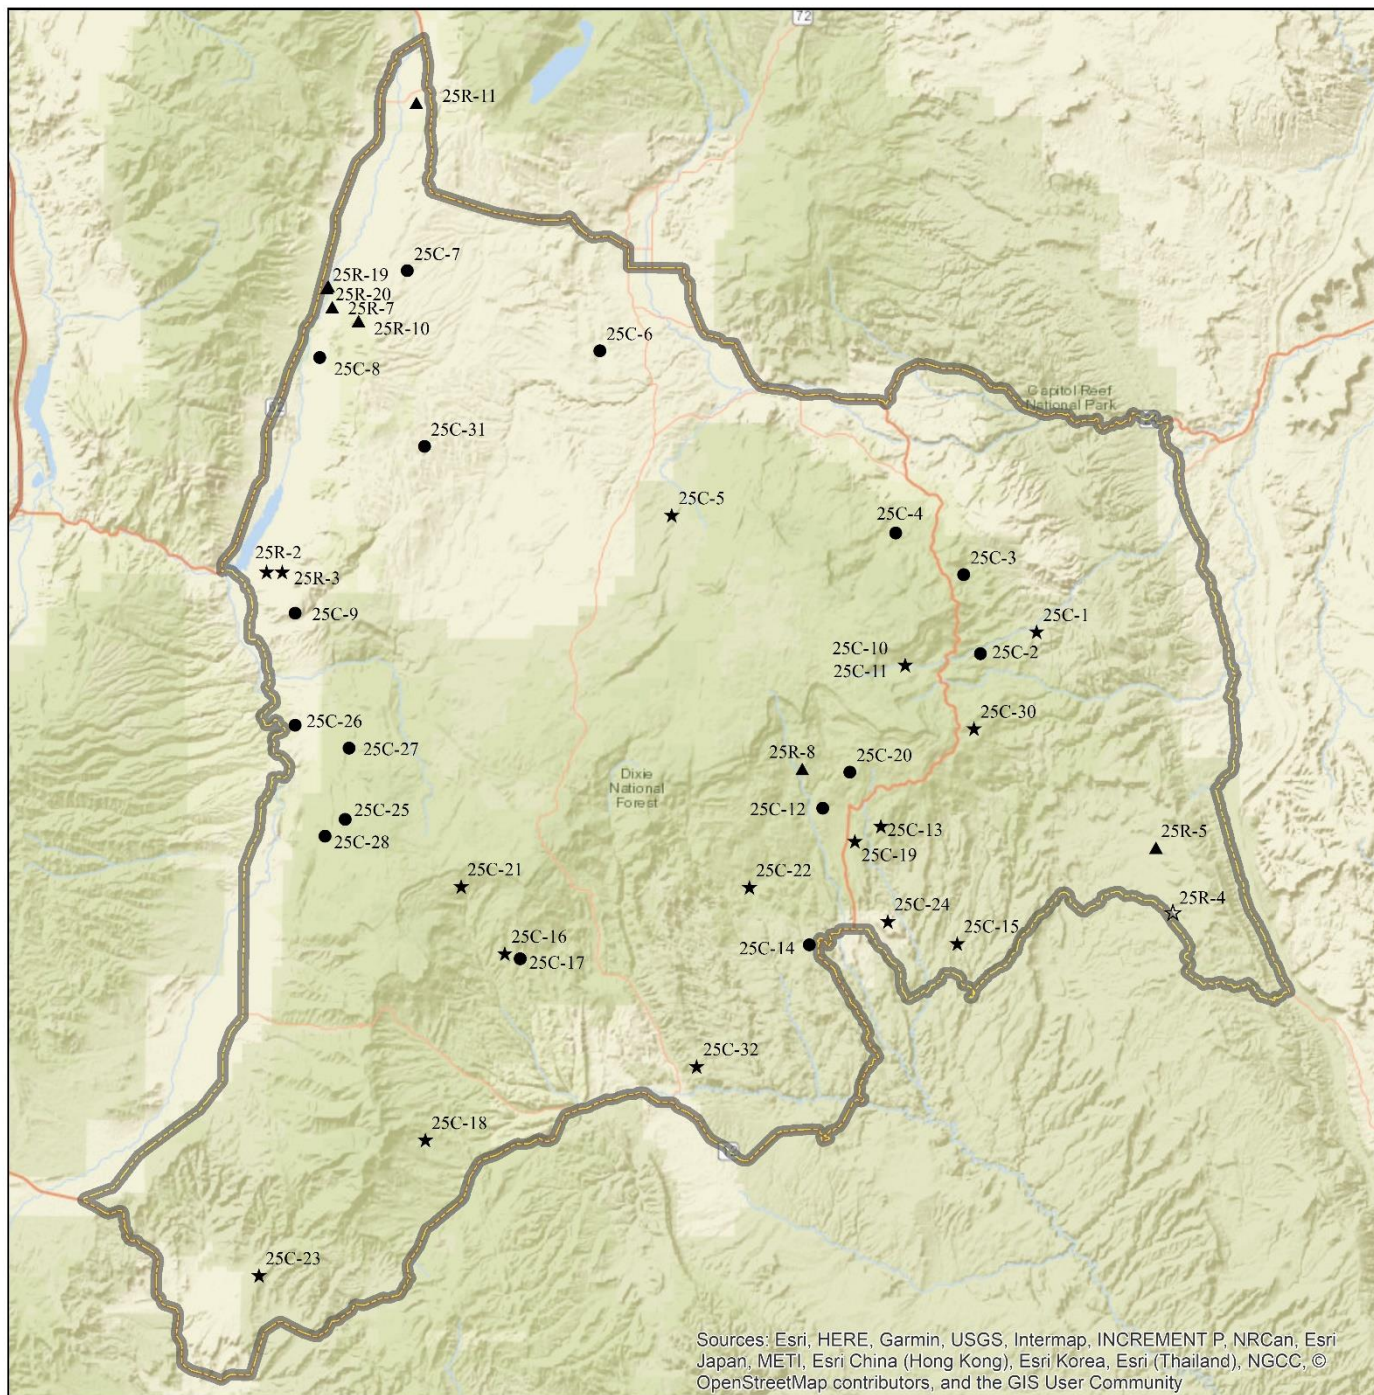 72
25R-11
25C-7
25R-19
25R-20
25R-7
25R-10
25C-6
25C-8
Capitol Reef
National Park
25C-31
25C-5
25C-4
25R-2
25R-3
25C-3
25C-9
25C-1
25C-10
25C-2
25C-11
25C-26
25C-30
25C-27
25R-8
25C-20
Dixie
National
Forest
25C-12
25C-25
25C-13
25C-28
25C-19
25R-5
25C-21
25C-22
25R-4
25C-24
25C-16
25C-14
25C-15
25C-17
25C-32
25C-18
25C-23
Sources: Esri, HERE, Garmin, USGS, Intermap, INCREMENT P, NRCan, Esri
Japan, METI, Esri China (Hong Kong), Esri Korea, Esri (Thailand), NGCC, ©
OpenStreetMap contributors, and the GIS User Community